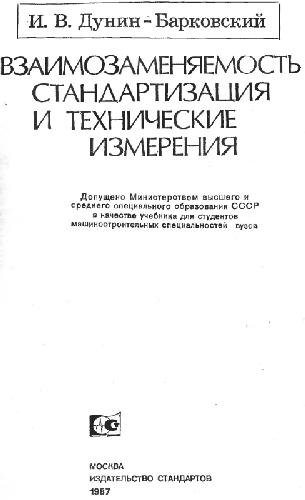 И. В. Дунин-Барковский
ВЗАИМОЗАМЕНЯЕМОСТЬ
СТАНДАРТИЗАЦИЯ
И ТЕХНИЧЕСКИЕ
ИЗМЕРЕНИЯ
Допущено Министерством высшего и
среднего специального образования СССР
в качестве учебника для студентов
машиностроительных специальностей вузов
МОСКВА
ИЗДАТЕЛЬСТВО СТАНДАРТОВ
1987